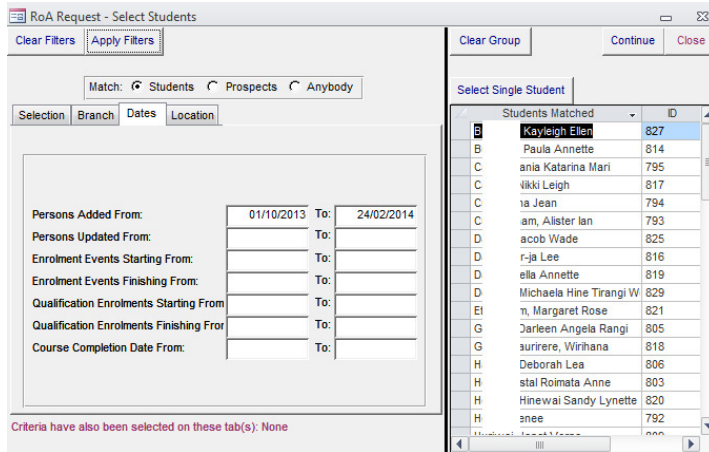 RoA Request - Select Students
Clear Filters Apply Filters
Match: Students Prospects Anybody
Selection Branch Dates Location
Persons Added From: 01/10/2013 To: 24/02/2014
Persons Updated From: To:
Enrolment Events Starting From: To:
Enrolment Events Finishing From: To:
Qualification Enrolments Starting From To:
Qualification Enrolments Finishing Fror To:
Course Completion Date From: To:
Criteria have also been selected on these tab(s): None
Clear Group Continue Close
Select Single Student
Students Matched ID
B Kayleigh Ellen 827
B Paula Annette 814
C ania Katarina Mari 795
C Nikki Leigh 817
C na Jean 794
C am, Alister Ian 793
D acob Wade 825
D r-ja Lee 816
D ella Annette 819
D Michaela Hine Tirangi W 829
Ef m, Margaret Rose 821
G Darleen Angela Rangi 805
G aurirere, Wirihana 818
H Deborah Lea 806
H stal Roimata Anne 803
H Hinewai Sandy Lynette 820
H enee 792